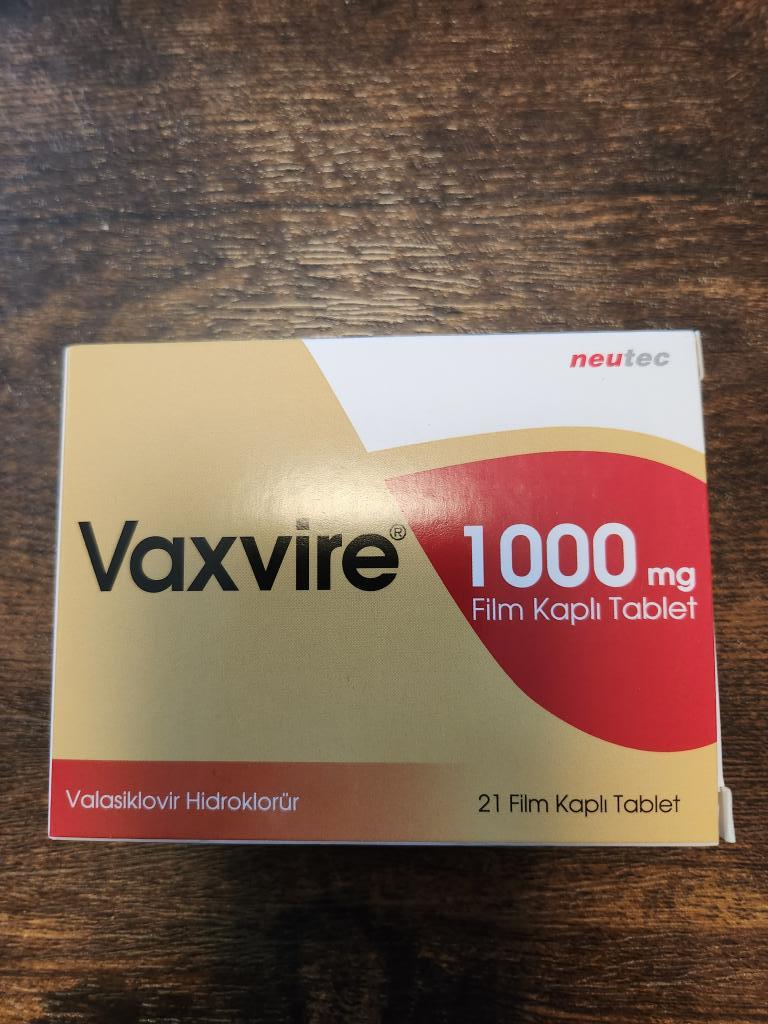 neutec
Vaxvire®
1000 mg
Film Kaplı Tablet
Valasiklovir Hidroklorür
21 Film Kaplı Tablet